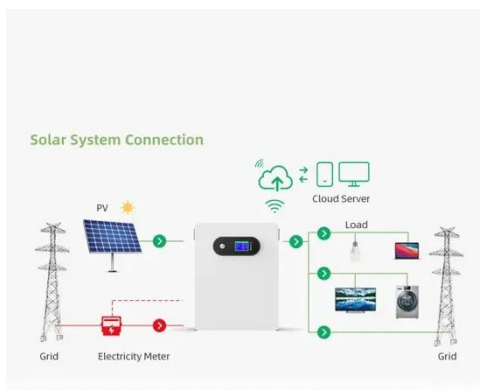 Solar System Connection
Cloud Server
PV
Load
Grid
Electricity Meter
Grid